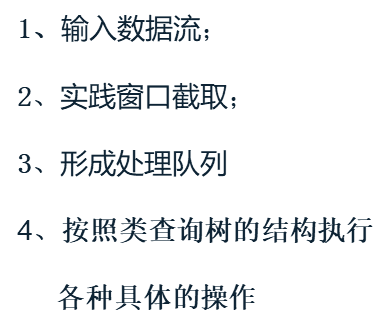 1、输入数据流；
2、实践窗口截取；
3、形成处理队列
4、按照类查询树的结构执行
各种具体的操作